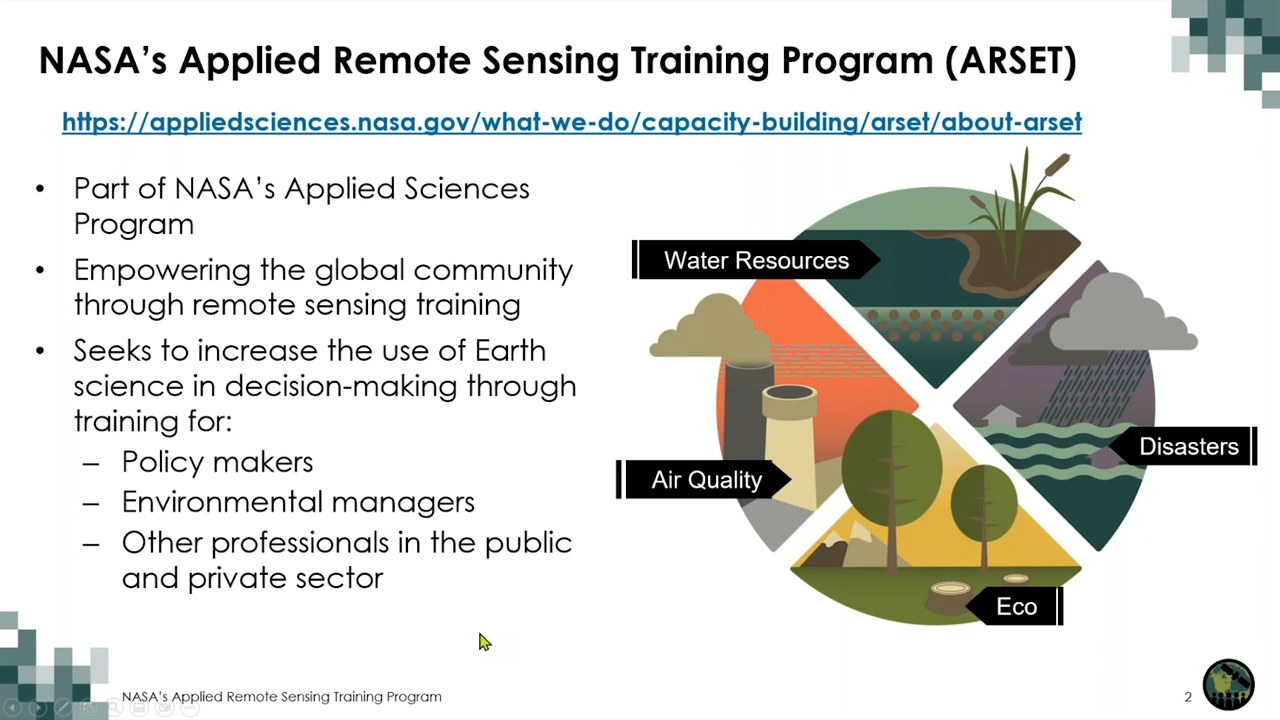 NASA’s Applied Remote Sensing Training Program (ARSET)
https://appliedsciences.nasa.gov/what-we-do/capacity-building/arset/about-arset
• Part of NASA’s Applied Sciences
Program
• Empowering the global community
through remote sensing training
• Seeks to increase the use of Earth
science in decision-making through
training for:
– Policy makers
– Environmental managers
– Other professionals in the public
and private sector
Water Resources
Disasters
Air Quality
Eco
NASA’s Applied Remote Sensing Training Program
2